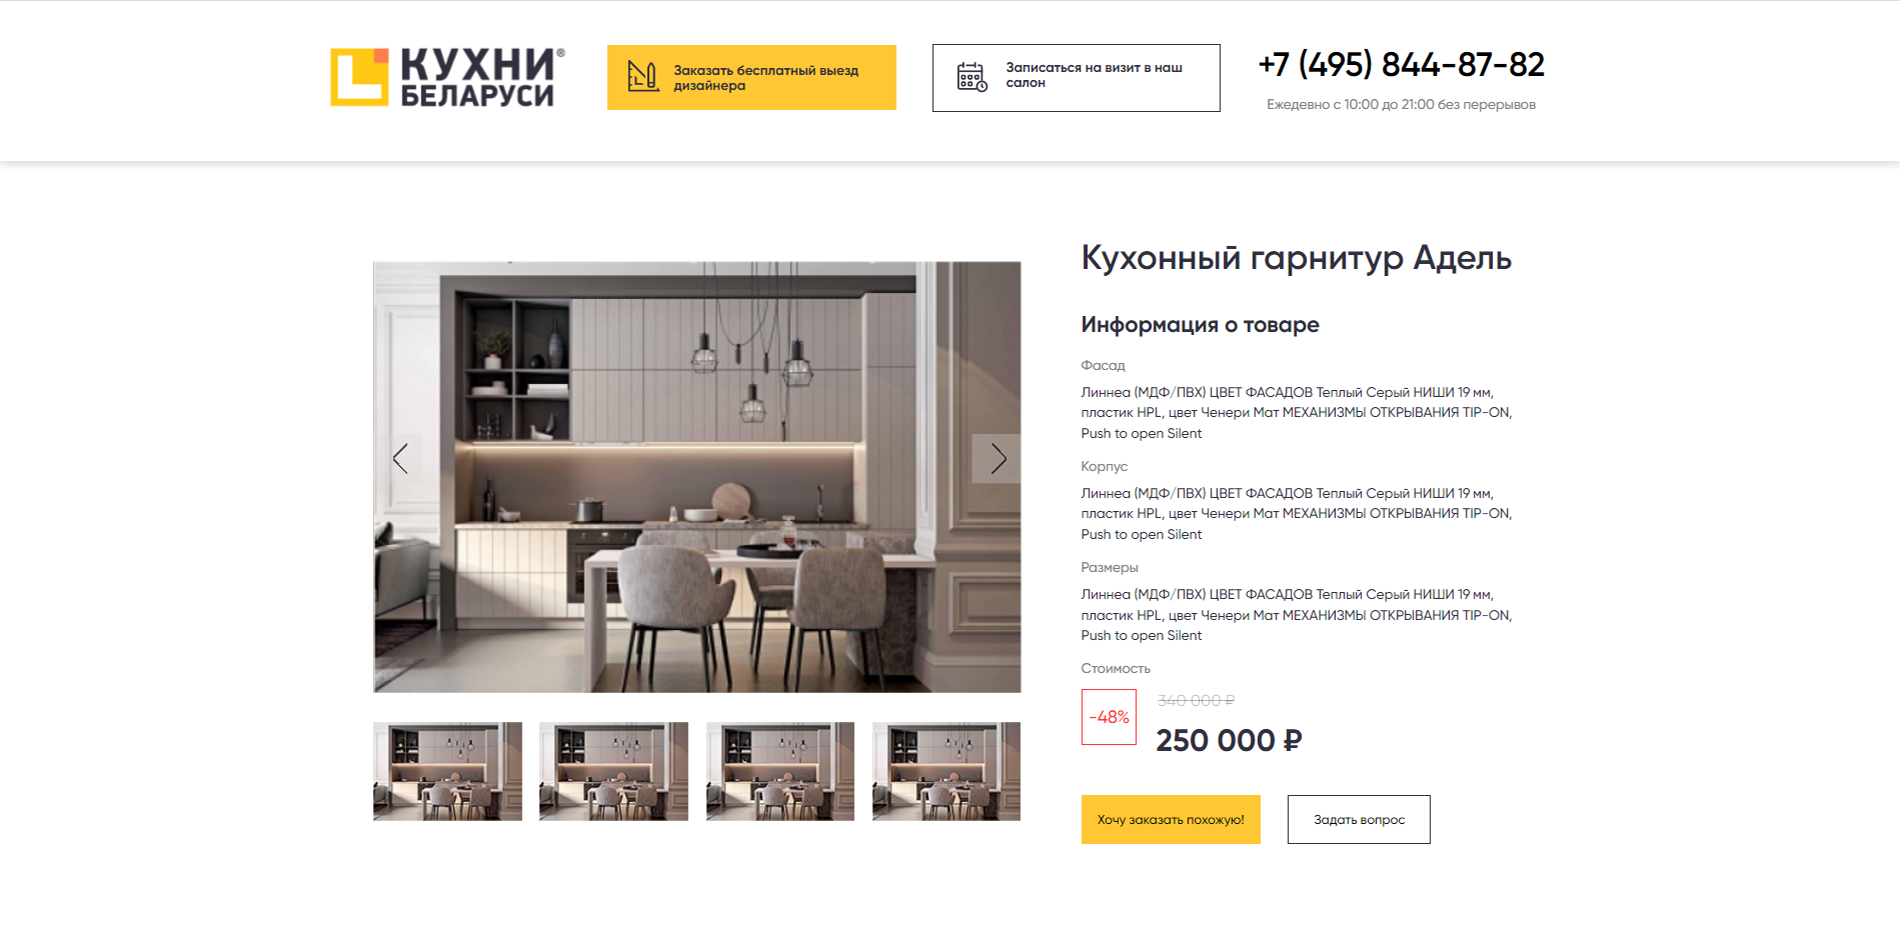 КУХНИ®
БЕЛАРУСИ
Заказать бесплатный выезд
дизайнера
Записаться на визит в наш
салон
+7 (495) 844-87-82
Ежедевно с 10:00 до 21:00 без перерывов
Кухонный гарнитур Адель
Информация о товаре
Фасад
Линнеа (МДФ/ПВХ) ЦВЕТ ФАСАДОВ Теплый Серый НИШИ 19 мм,
пластик HPL, цвет Ченери Мат МЕХАНИЗМЫ ОТКРЫВАНИЯ TIP-ON,
Push to open Silent
Корпус
Линнеа (МДФ/ПВХ) ЦВЕТ ФАСАДОВ Теплый Серый НИШИ 19 мм,
пластик HPL, цвет Ченери Мат МЕХАНИЗМЫ ОТКРЫВАНИЯ TIP-ON,
Push to open Silent
Размеры
Линнеа (МДФ/ПВХ) ЦВЕТ ФАСАДОВ Теплый Серый НИШИ 19 мм,
пластик HPL, цвет Ченери Мат МЕХАНИЗМЫ ОТКРЫВАНИЯ TIP-ON,
Push to open Silent
Стоимость
-48%
340 000 ₽
250 000 ₽
Хочу заказать похожую!
Задать вопрос